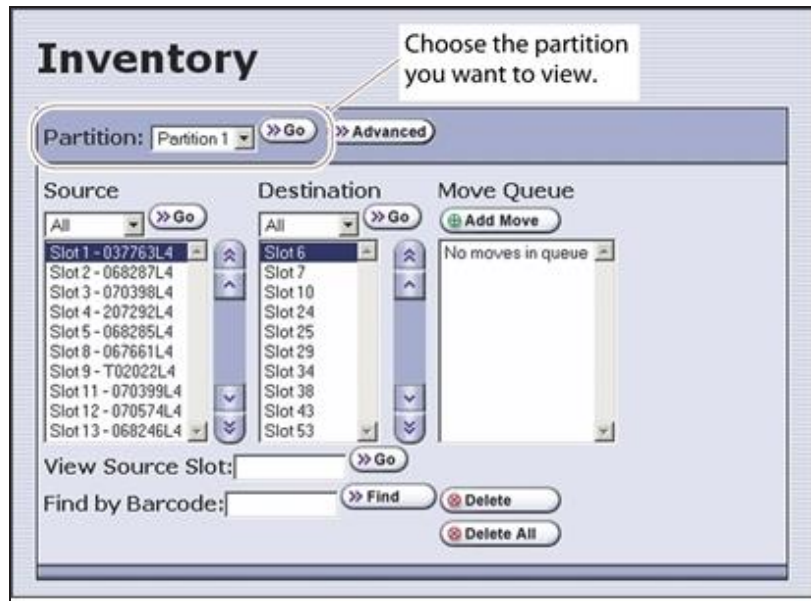 Inventory
Choose the partition
you want to view.
Partition: Partition 1 Go Advanced
Source Destination Move Queue
All Go All Go Add Move
Slot 1 - 037763L4 Slot 6 No moves in queue
Slot 2 - 068287L4 Slot 7
Slot 3 - 070398L4 Slot 10
Slot 4 - 207292L4 Slot 24
Slot 5 - 068285L4 Slot 25
Slot 8 - 067661L4 Slot 29
Slot 9 - T02022L4 Slot 34
Slot 11 - 070399L4 Slot 38
Slot 12 - 070574L4 Slot 43
Slot 13 - 068246L4 Slot 53
View Source Slot: Go
Find by Barcode: Find Delete
Delete All